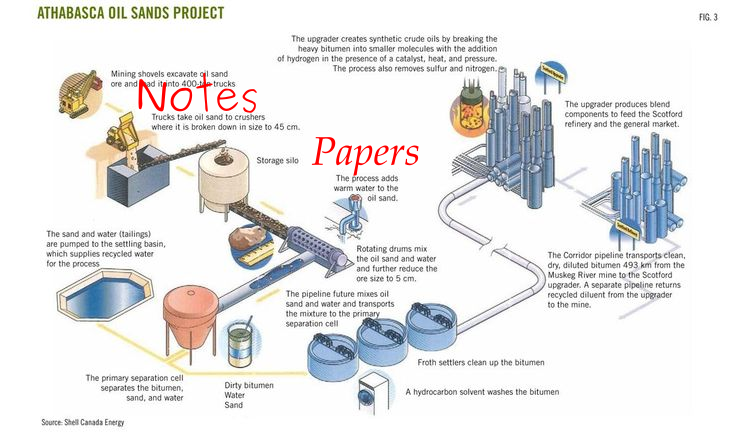 ATHABASCA OIL SANDS PROJECT
FIG. 3
The upgrader creates synthetic crude oils by breaking the
heavy bitumen into smaller molecules with the addition
of hydrogen in the presence of a catalyst, heat, and pressure.
The process also removes sulfur and nitrogen.
Mining shovels excavate oil sand
ore and load it into 400-ton trucks
Notes
Trucks take oil sand to crushers
where it is broken down in size to 45 cm.
The upgrader produces blend
components to feed the Scotford
refinery and the general market.
Storage silo
Papers
The process adds
warm water to the
oil sand.
The sand and water (tailings)
are pumped to the settling basin,
which supplies recycled water
for the process
Rotating drums mix
the oil sand and water
and further reduce the
ore size to 5 cm.
The Corridor pipeline transports clean,
dry, diluted bitumen 493 km from the
Muskeg River mine to the Scotford
upgrader. A separate pipeline returns
recycled diluent from the upgrader
to the mine.
The pipeline future mixes oil
sand and water and transports
the mixture to the primary
separation cell
Froth settlers clean up the bitumen
The primary separation cell
separates the bitumen,
sand, and water
Dirty bitumen
Water
Sand
A hydrocarbon solvent washes the bitumen
Source: Shell Canada Energy